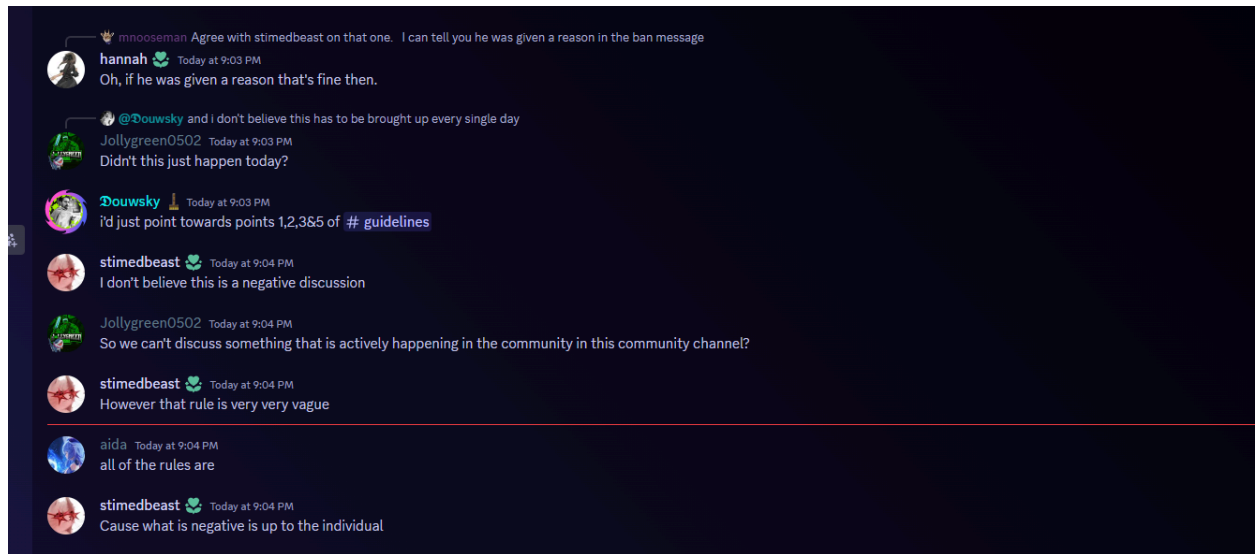 mnooseman Agree with stimedbeast on that one. I can tell you he was given a reason in the ban message
hannah Today at 9:03 PM
Oh, if he was given a reason that's fine then.
@𝕯ouwsky and i don't believe this has to be brought up every single day
Jollygreen0502 Today at 9:03 PM
Didn't this just happen today?
𝕯ouwsky Today at 9:03 PM
i'd just point towards points 1,2,3&5 of # guidelines
stimedbeast Today at 9:04 PM
I don't believe this is a negative discussion
Jollygreen0502 Today at 9:04 PM
So we can't discuss something that is actively happening in the community in this community channel?
stimedbeast Today at 9:04 PM
However that rule is very very vague
aida Today at 9:04 PM
all of the rules are
stimedbeast Today at 9:04 PM
Cause what is negative is up to the individual